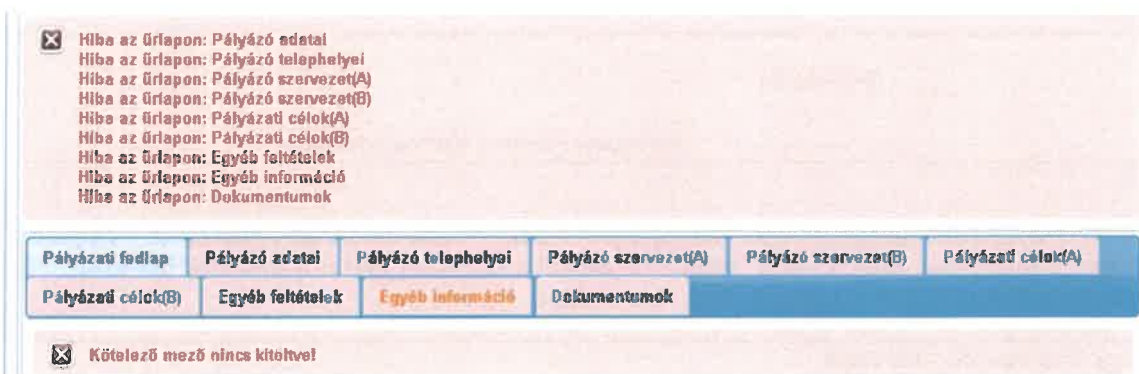 Hiba az űrlapon: Pályázó adatai
Hiba az űrlapon: Pályázó telephelyei
Hiba az űrlapon: Pályázó szervezet(A)
Hiba az űrlapon: Pályázó szervezet(B)
Hiba az űrlapon: Pályázati célok(A)
Hiba az űrlapon: Pályázati célok(B)
Hiba az űrlapon: Egyéb feltételek
Hiba az űrlapon: Egyéb információ
Hiba az űrlapon: Dokumentumok
Pályázati fedlap Pályázó adatai Pályázó telephelyei Pályázó szervezet(A) Pályázó szervezet(B) Pályázati célok(A)
Pályázati célok(B) Egyéb feltételek Egyéb információ Dokumentumok
Kötelező mező nincs kitöltve!